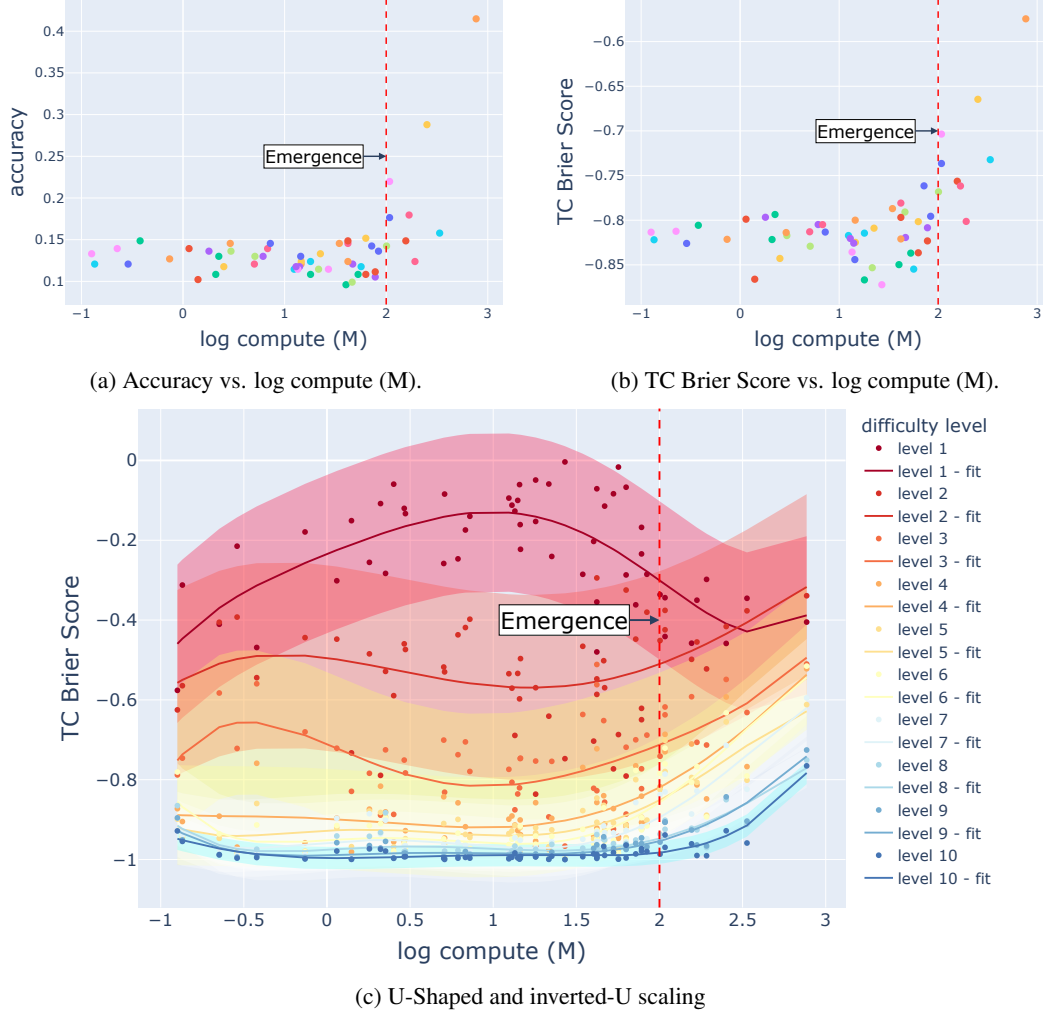 0.4
0.35
0.3
0.25
0.2
0.15
0.1
accuracy
Emergence
−1
0
1
2
3
log compute (M)
(a) Accuracy vs. log compute (M).
−0.6
−0.65
−0.7
−0.75
−0.8
−0.85
TC Brier Score
Emergence
−1
0
1
2
3
log compute (M)
(b) TC Brier Score vs. log compute (M).
0
−0.2
−0.4
−0.6
−0.8
−1
TC Brier Score
Emergence
−1
−0.5
0
0.5
1
1.5
2
2.5
3
log compute (M)
difficulty level
level 1
level 1 - fit
level 2
level 2 - fit
level 3
level 3 - fit
level 4
level 4 - fit
level 5
level 5 - fit
level 6
level 6 - fit
level 7
level 7 - fit
level 8
level 8 - fit
level 9
level 9 - fit
level 10
level 10 - fit
(c) U-Shaped and inverted-U scaling